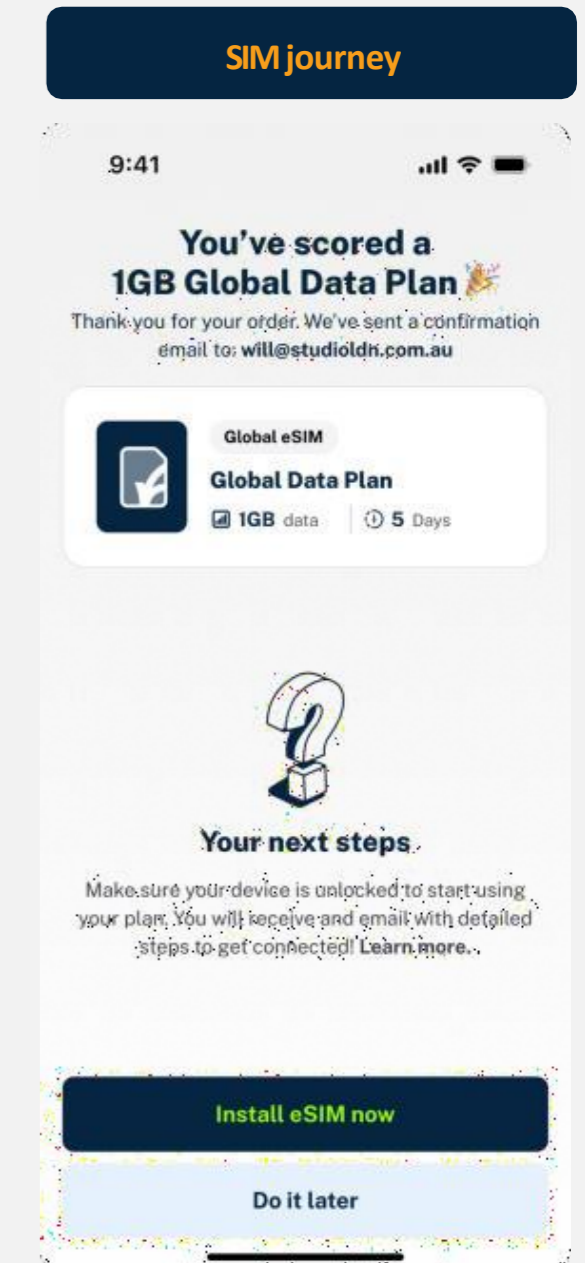 SIM journey
9:41
You've scored a
1GB Global Data Plan 🎉
Thank you for your order. We've sent a confirmation
email to: will@studioldn.com.au
Global eSIM
Global Data Plan
1GB data 5 Days
Your next steps
Make sure your device is unlocked to start using
your plan. You will receive and email with detailed
steps to get connected! Learn more.
Install eSIM now
Do it later